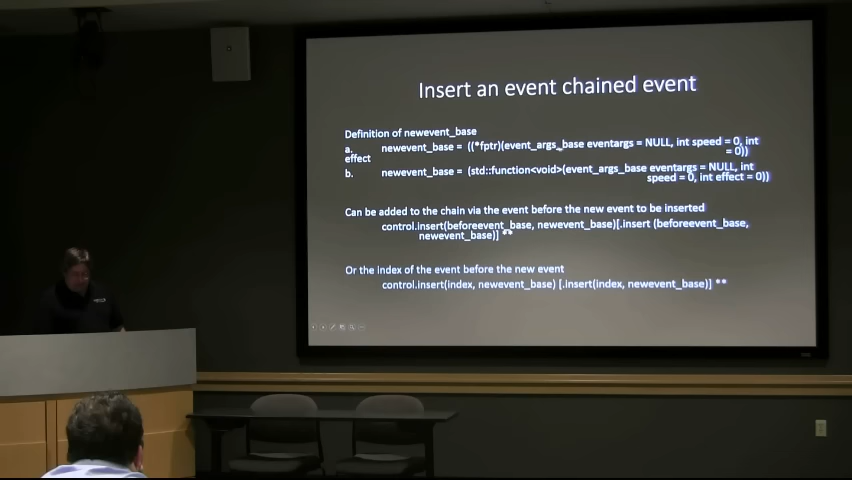 Insert an event chained event
Definition of newevent_base
a. newevent_base = ((*fptr)(event_args_base eventargs = NULL, int speed = 0, int
effect = 0))
b. newevent_base = (std::function<void>(event_args_base eventargs = NULL, int
speed = 0, int effect = 0))
Can be added to the chain via the event before the new event to be inserted
control.insert(beforeevent_base, newevent_base)[.insert (beforeevent_base,
newevent_base)] **
Or the index of the event before the new event
control.insert(index, newevent_base) [.insert(index, newevent_base)] **